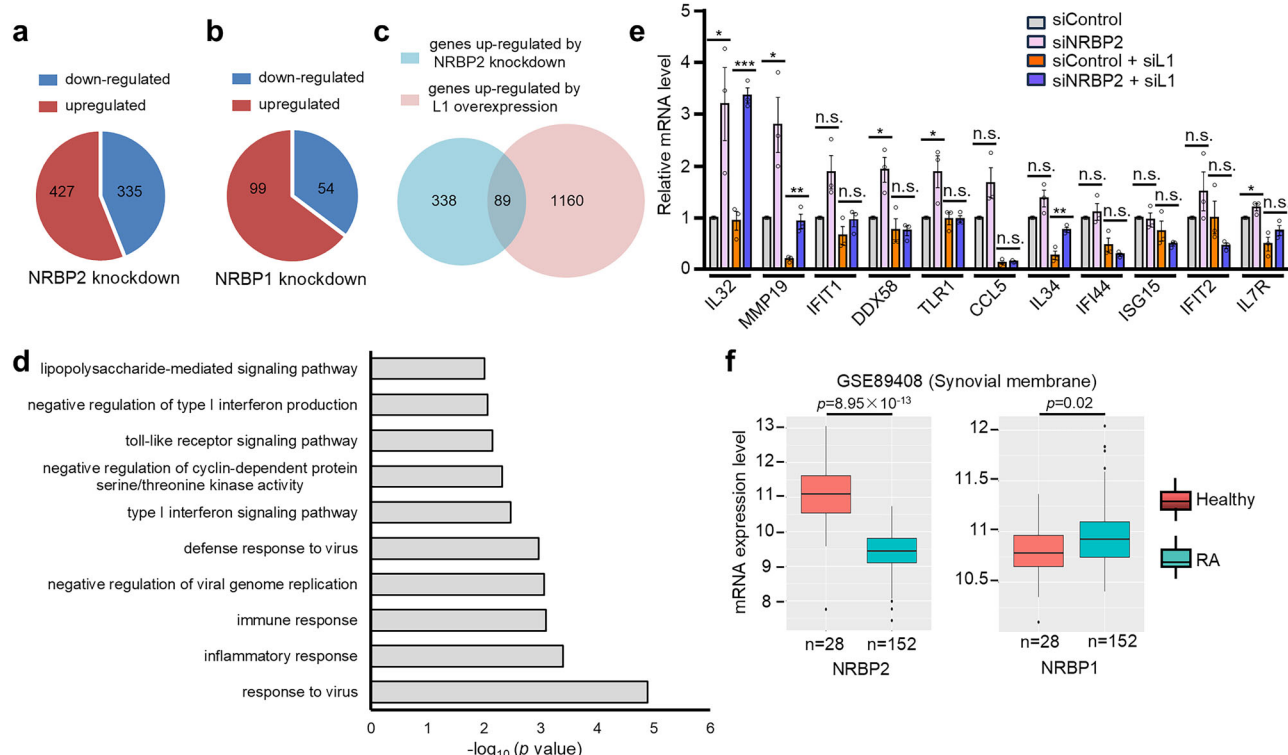 a
down-regulated
upregulated
427
335
NRBP2 knockdown
b
down-regulated
upregulated
99
54
NRBP1 knockdown
c
genes up-regulated by
NRBP2 knockdown
genes up-regulated by
L1 overexpression
338
89
1160
d
lipopolysaccharide-mediated signaling pathway
negative regulation of type I interferon production
toll-like receptor signaling pathway
negative regulation of cyclin-dependent protein
serine/threonine kinase activity
type I interferon signaling pathway
defense response to virus
negative regulation of viral genome replication
immune response
inflammatory response
response to virus
0 1 2 3 4 5 6
-log10 (p value)
e
Relative mRNA level
5
4
3
2
1
0
siControl
siNRBP2
siControl + siL1
siNRBP2 + siL1
* *** * ** n.s. n.s. * n.s. * n.s. n.s. n.s. n.s. ** n.s. n.s. n.s. n.s. n.s. n.s. * n.s.
IL32 MMP19 IFIT1 DDX58 TLR1 CCL5 IL34 IFI44 ISG15 IFIT2 IL7R
f
GSE89408 (Synovial membrane)
p=8.95×10-13
p=0.02
mRNA expression level
13
12
11
10
9
8
n=28 n=152
NRBP2
12
11.5
11
10.5
n=28 n=152
NRBP1
Healthy
RA